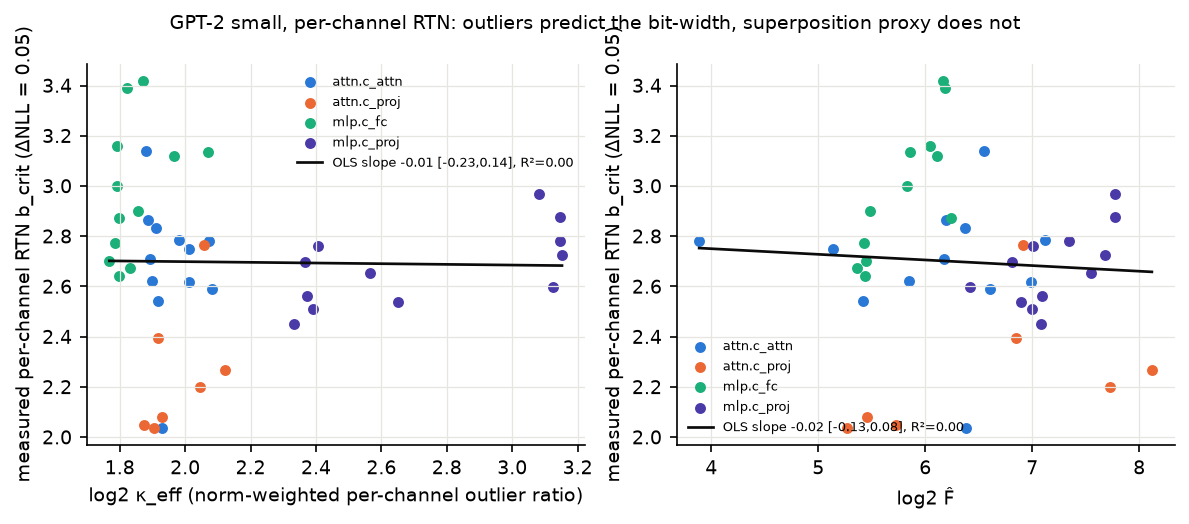 GPT-2 small, per-channel RTN: outliers predict the bit-width, superposition proxy does not
measured per-channel RTN b_crit (ΔNLL = 0.05)
3.4
3.2
3.0
2.8
2.6
2.4
2.2
2.0
attn.c_attn
attn.c_proj
mlp.c_fc
mlp.c_proj
OLS slope -0.01 [-0.23,0.14], R²=0.00
1.8 2.0 2.2 2.4 2.6 2.8 3.0 3.2
log2 κ_eff (norm-weighted per-channel outlier ratio)
measured per-channel RTN b_crit (ΔNLL = 0.05)
3.4
3.2
3.0
2.8
2.6
2.4
2.2
2.0
attn.c_attn
attn.c_proj
mlp.c_fc
mlp.c_proj
OLS slope -0.02 [-0.13,0.08], R²=0.00
4 5 6 7 8
log2 F̂